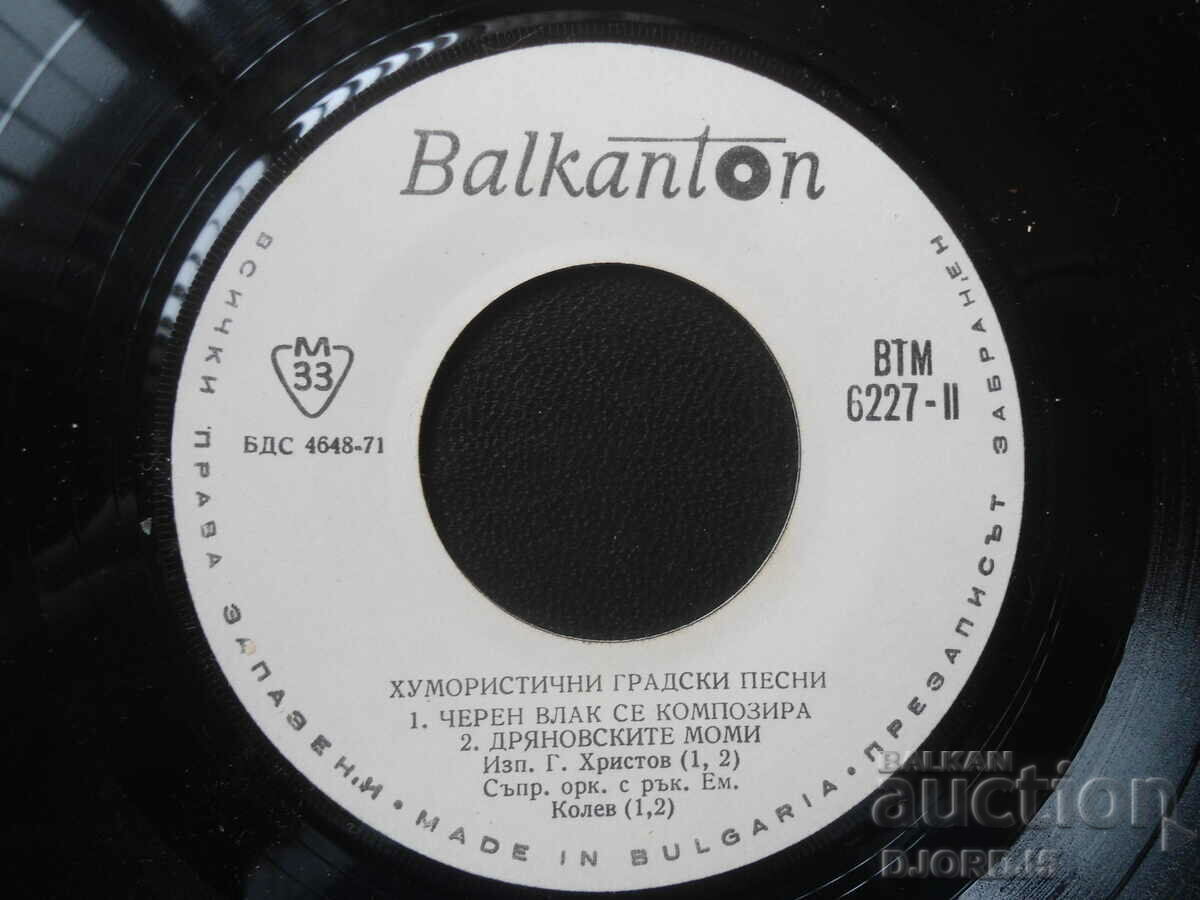 Balkanton
M
33
БДС 4648-71
ВТМ
6227-II
ХУМОРИСТИЧНИ ГРАДСКИ ПЕСНИ
1. ЧЕРЕН ВЛАК СЕ КОМПОЗИРА
2. ДРЯНОВСКИТЕ МОМИ
Изп. Г. Христов (1, 2)
Съпр. орк. с рък. Ем.
Колев (1,2)
ВСИЧКИ ПРАВА ЗАПАЗЕНИ • MADE IN BULGARIA • ПРЕЗАПИСЪТ ЗАБРАНЕН
BALKAN
auction
DJORDJI5